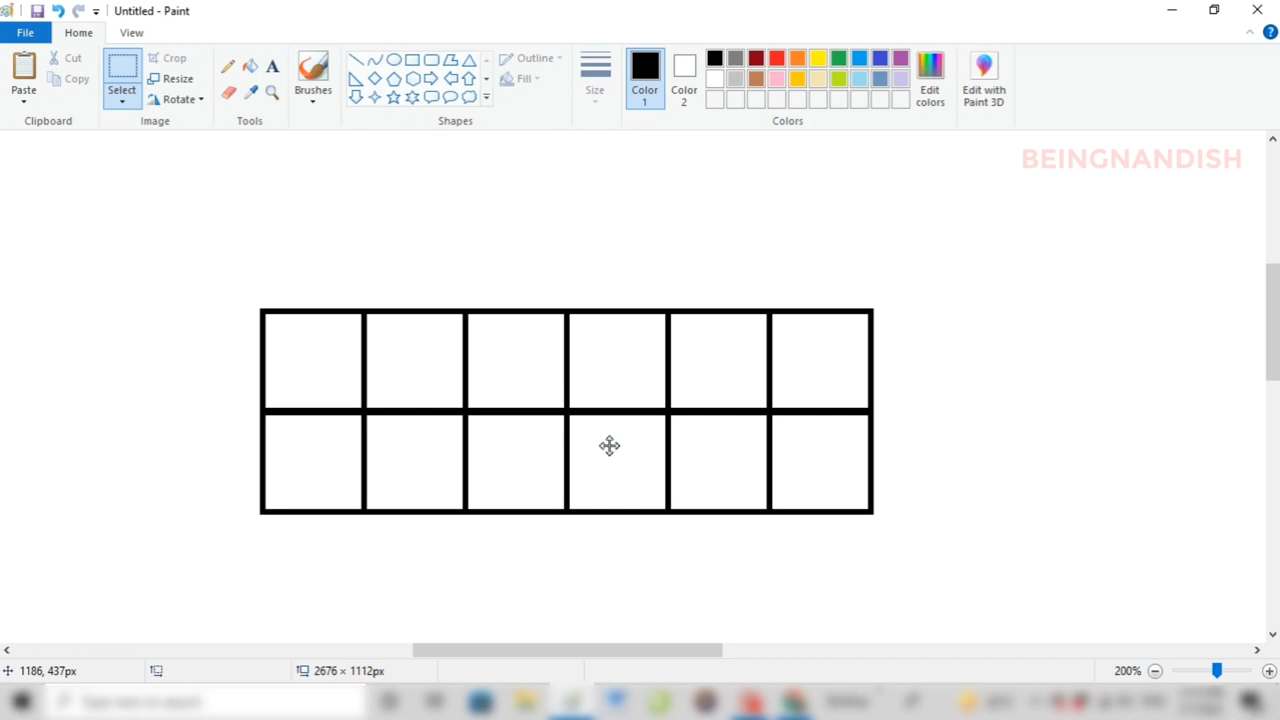 Untitled - Paint
File
Home
View
Paste
Cut
Copy
Clipboard
Select
Crop
Resize
Rotate
Image
A
Tools
Brushes
Outline
Fill
Shapes
Size
Color
1
Color
2
Edit
colors
Colors
Edit with
Paint 3D
?
BEINGNANDISH
1186, 437px
2676 × 1112px
200%